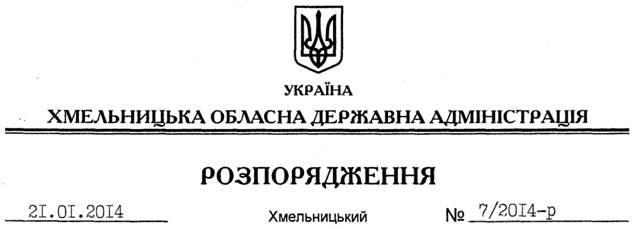 УКРАЇНА
ХМЕЛЬНИЦЬКА ОБЛАСНА ДЕРЖАВНА АДМІНІСТРАЦІЯ
РОЗПОРЯДЖЕННЯ
21.01.2014 Хмельницький № 7/2014-р